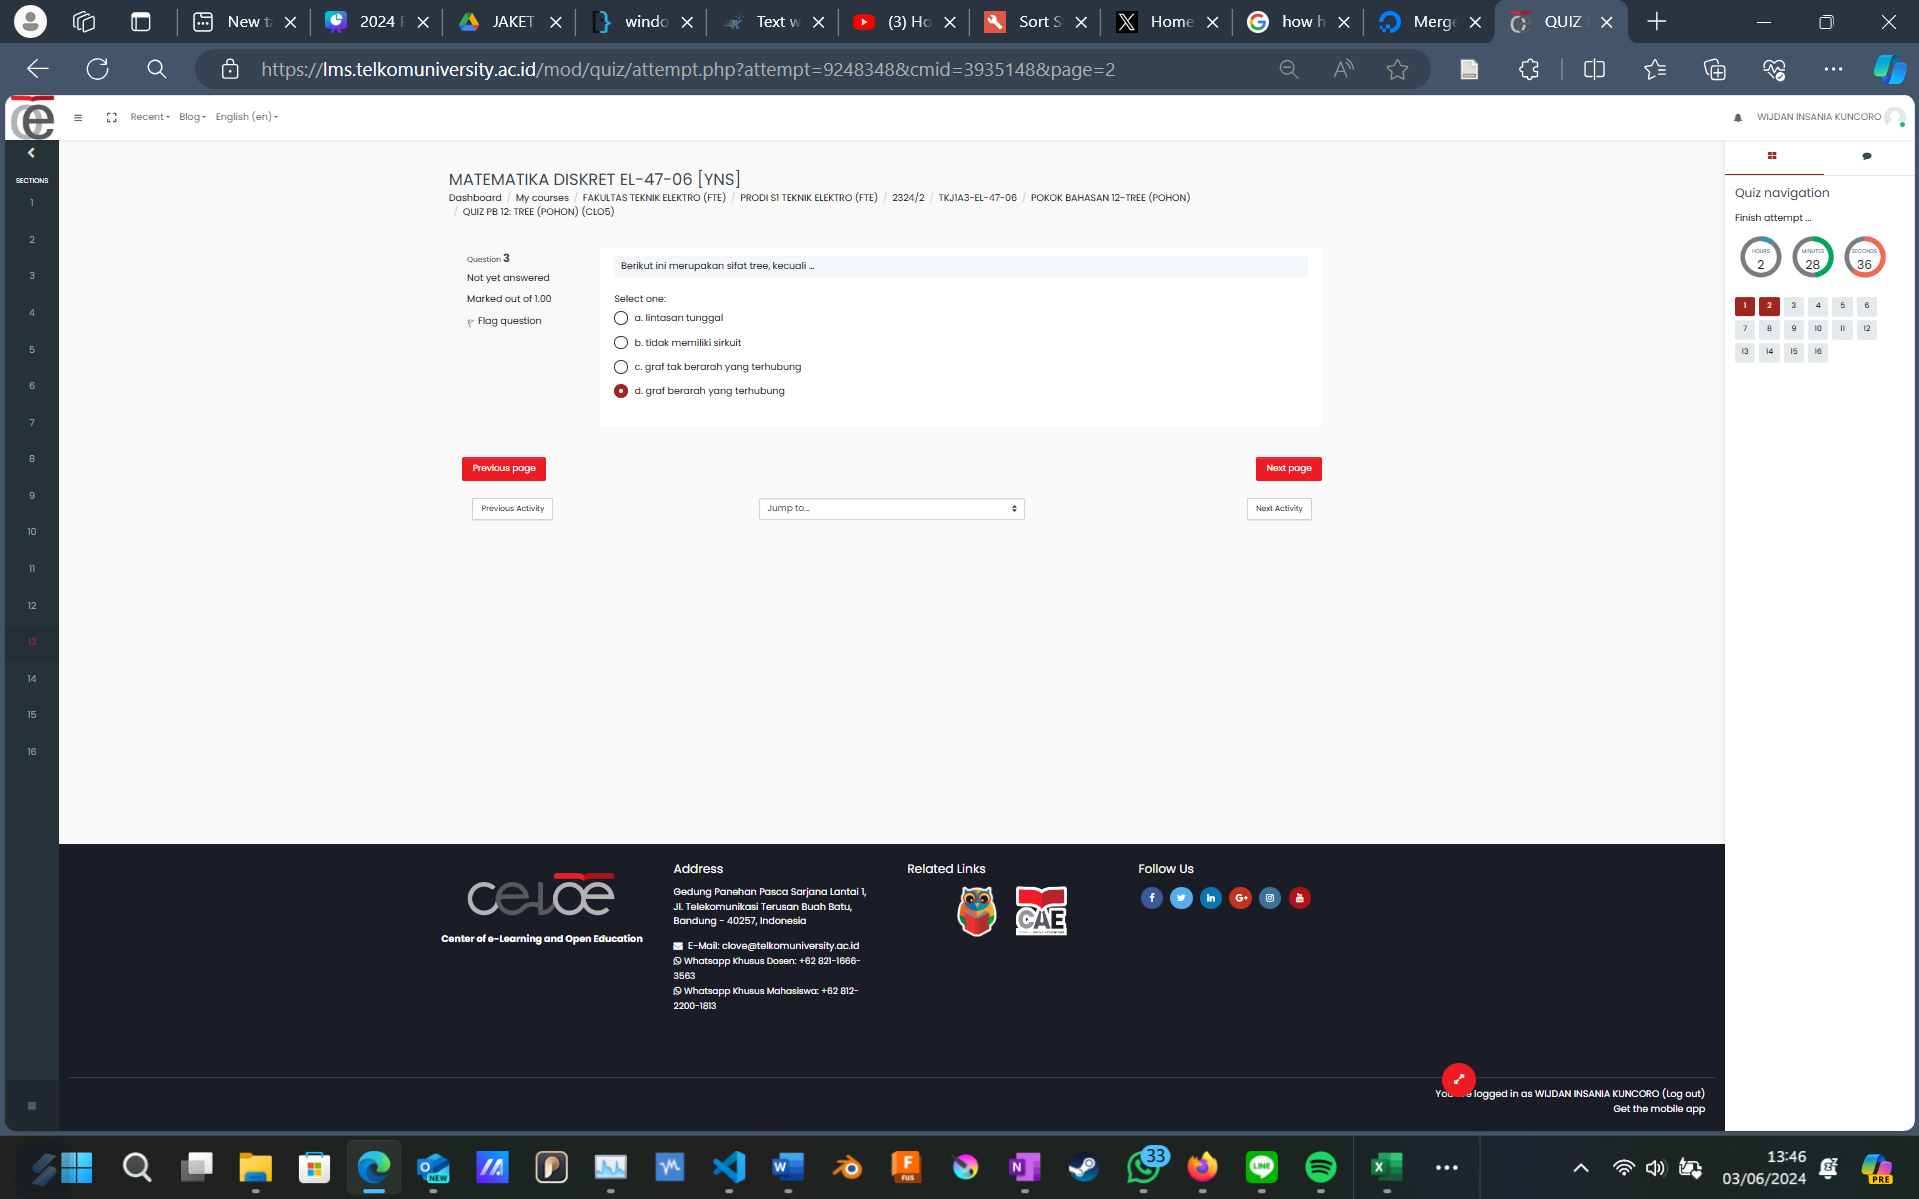 New ta
2024 F
JAKET
windo
Text w
(3) Ho
Sort S
Home
how h
Merge
QUIZ
https://lms.telkomuniversity.ac.id/mod/quiz/attempt.php?attempt=9248348&cmid=3935148&page=2
Recent
Blog
English (en)
WIJDAN INSANIA KUNCORO
SECTIONS
1
2
3
4
5
6
7
8
9
10
11
12
13
14
15
16
MATEMATIKA DISKRET EL-47-06 [YNS]
Dashboard / My courses / FAKULTAS TEKNIK ELEKTRO (FTE) / PRODI S1 TEKNIK ELEKTRO (FTE) / 2324/2 / TKJ1A3-EL-47-06 / POKOK BAHASAN 12-TREE (POHON)
/ QUIZ PB 12: TREE (POHON) (CLO5)
Question 3
Not yet answered
Marked out of 1.00
Flag question
Berikut ini merupakan sifat tree, kecuali ...
Select one:
a. lintasan tunggal
b. tidak memiliki sirkuit
c. graf tak berarah yang terhubung
d. graf berarah yang terhubung
Previous page
Next page
Previous Activity
Jump to...
Next Activity
Quiz navigation
Finish attempt ...
HOURS
2
MINUTES
28
SECONDS
36
1 2 3 4 5 6
7 8 9 10 11 12
13 14 15 16
celoe
Center of e-Learning and Open Education
Address
Gedung Panehan Pasca Sarjana Lantai 1,
Jl. Telekomunikasi Terusan Buah Batu,
Bandung - 40257, Indonesia
E-Mail: clove@telkomuniversity.ac.id
Whatsapp Khusus Dosen: +62 821-1666-
3563
Whatsapp Khusus Mahasiswa: +62 812-
2200-1813
Related Links
CAE
Follow Us
logged in as WIJDAN INSANIA KUNCORO (Log out)
Get the mobile app
NEW
FUS
33
LINE
13:46
03/06/2024
PRE